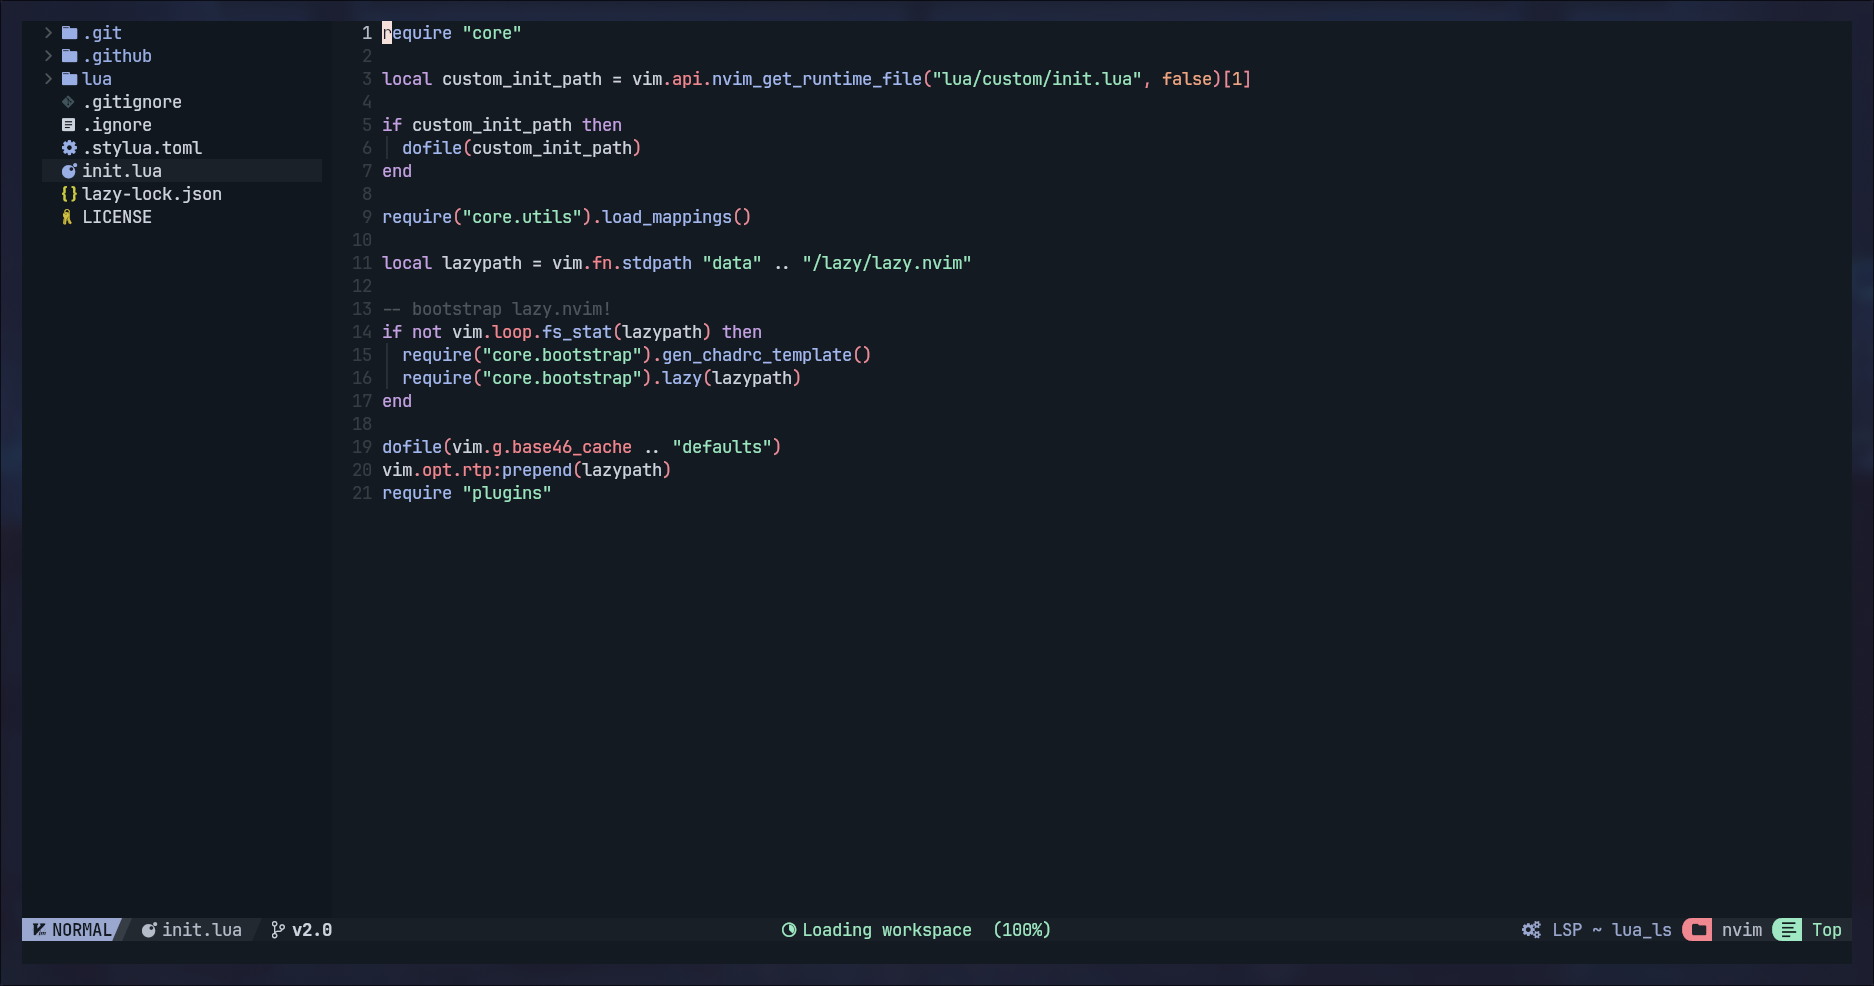 .git
.github
lua
.gitignore
.ignore
.stylua.toml
init.lua
lazy-lock.json
LICENSE
1 require "core"
2
3 local custom_init_path = vim.api.nvim_get_runtime_file("lua/custom/init.lua", false)[1]
4
5 if custom_init_path then
6   dofile(custom_init_path)
7 end
8
9 require("core.utils").load_mappings()
10
11 local lazypath = vim.fn.stdpath "data" .. "/lazy/lazy.nvim"
12
13 -- bootstrap lazy.nvim!
14 if not vim.loop.fs_stat(lazypath) then
15   require("core.bootstrap").gen_chadrc_template()
16   require("core.bootstrap").lazy(lazypath)
17 end
18
19 dofile(vim.g.base46_cache .. "defaults")
20 vim.opt.rtp:prepend(lazypath)
21 require "plugins"
NORMAL init.lua v2.0 Loading workspace (100%) LSP ~ lua_ls nvim Top